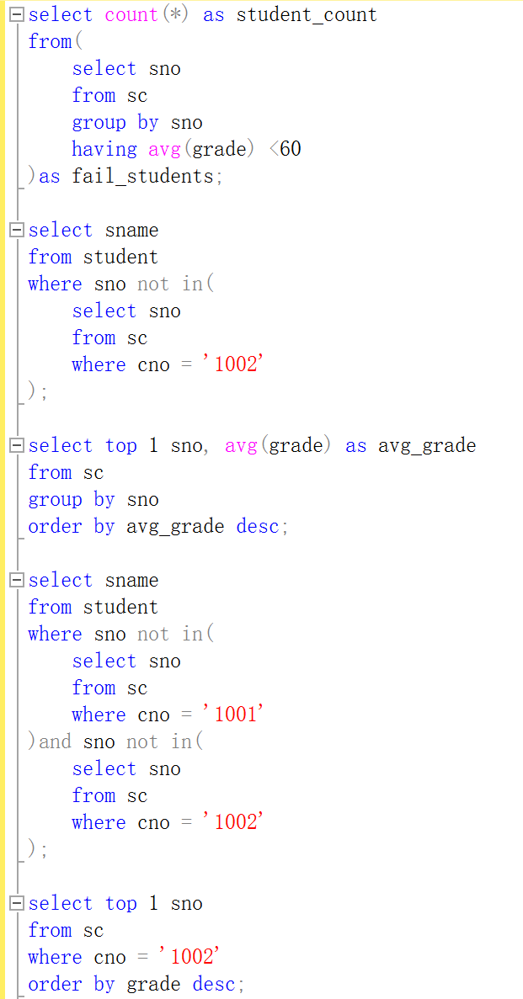 select count(*) as student_count
from(
    select sno
    from sc
    group by sno
    having avg(grade) <60
)as fail_students;

select sname
from student
where sno not in(
    select sno
    from sc
    where cno = '1002'
);

select top 1 sno, avg(grade) as avg_grade
from sc
group by sno
order by avg_grade desc;

select sname
from student
where sno not in(
    select sno
    from sc
    where cno = '1001'
)and sno not in(
    select sno
    from sc
    where cno = '1002'
);

select top 1 sno
from sc
where cno = '1002'
order by grade desc;